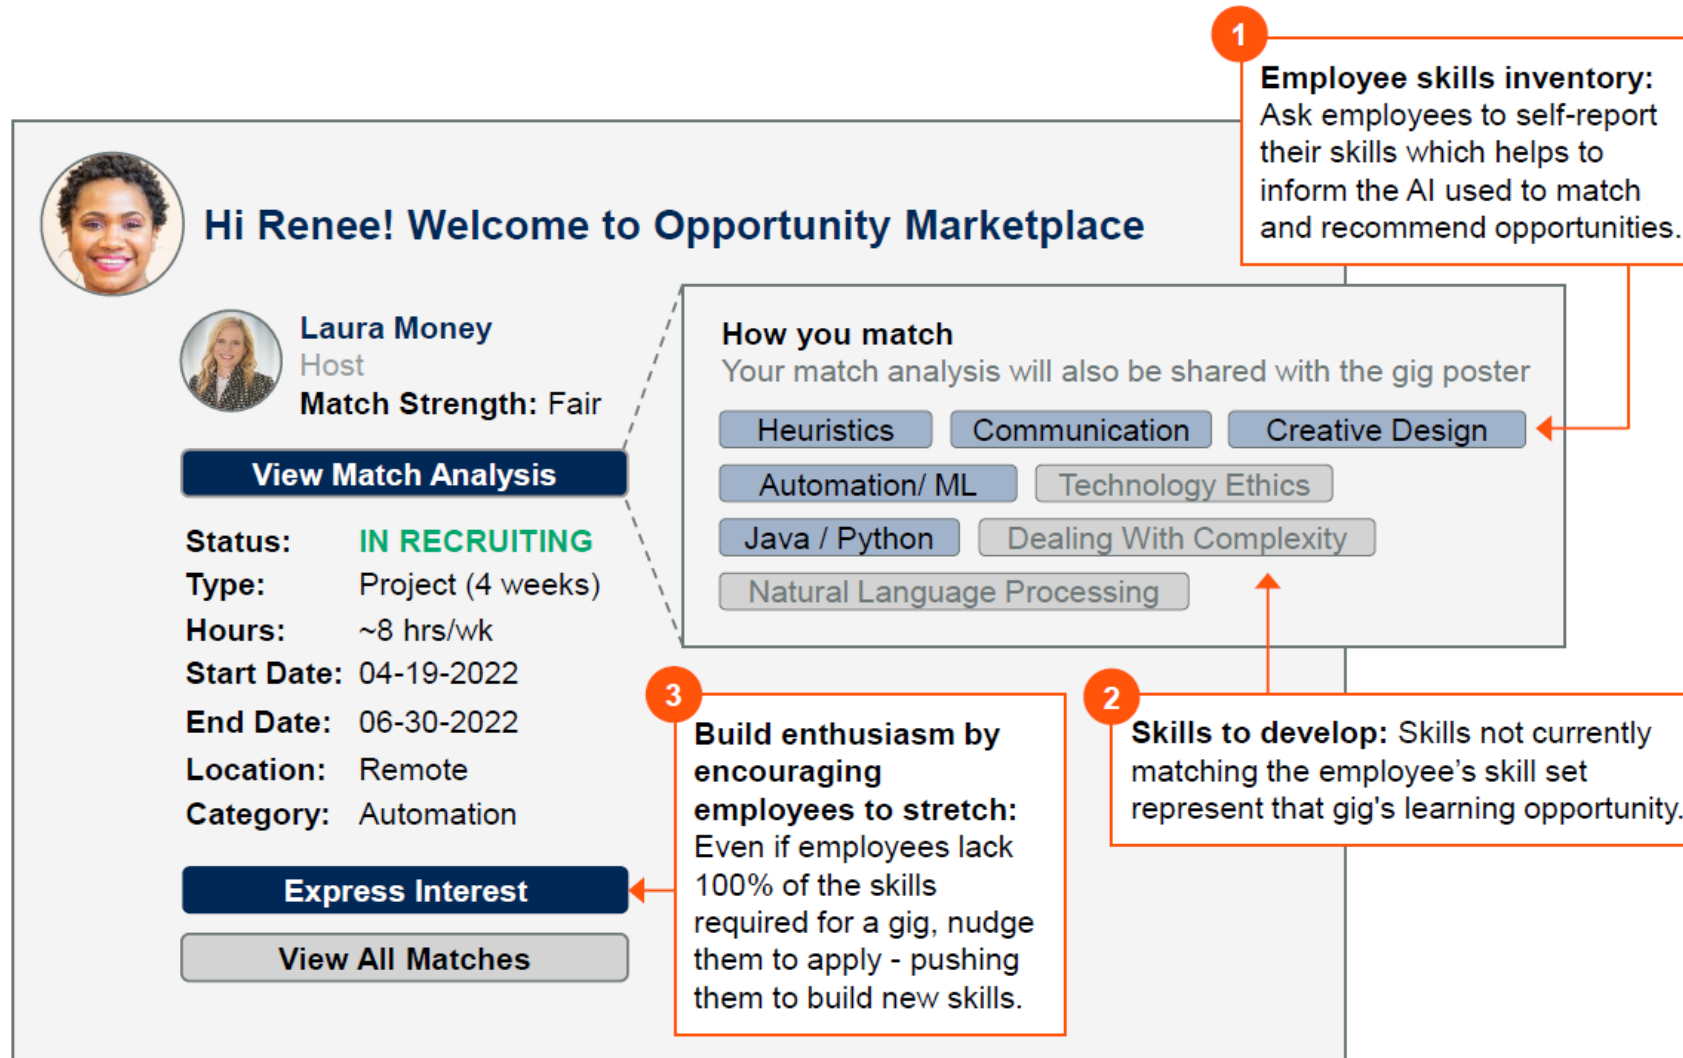 1
Employee skills inventory:
Ask employees to self-report
their skills which helps to
inform the AI used to match
and recommend opportunities.
Hi Renee! Welcome to Opportunity Marketplace
Laura Money
Host
Match Strength: Fair
View Match Analysis
How you match
Your match analysis will also be shared with the gig poster
Heuristics Communication Creative Design
Automation/ ML Technology Ethics
Java / Python Dealing With Complexity
Natural Language Processing
Status: IN RECRUITING
Type: Project (4 weeks)
Hours: ~8 hrs/wk
Start Date: 04-19-2022
End Date: 06-30-2022
Location: Remote
Category: Automation
Express Interest
View All Matches
2
Skills to develop: Skills not currently
matching the employee's skill set
represent that gig's learning opportunity.
3
Build enthusiasm by
encouraging
employees to stretch:
Even if employees lack
100% of the skills
required for a gig, nudge
them to apply - pushing
them to build new skills.